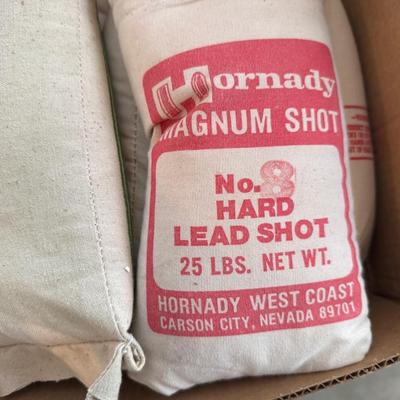 Hornady
MAGNUM SHOT
No. 8
HARD
LEAD SHOT
25 LBS. NET WT.
HORNADY WEST COAST
CARSON CITY, NEVADA 89701